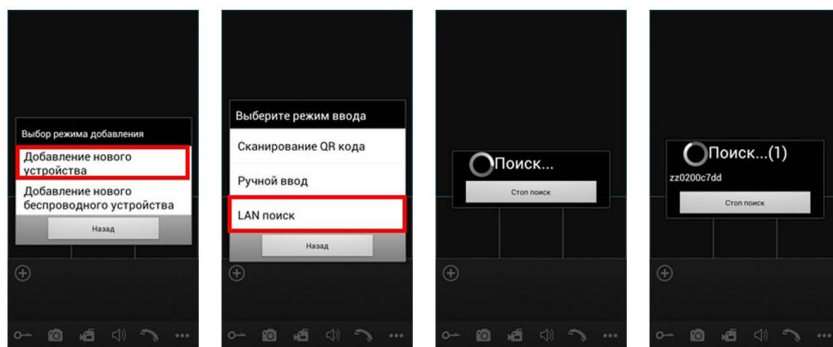 Выбор режима добавления
Добавление нового
устройства
Добавление нового
беспроводного устройства
Назад
Выберите режим ввода
Сканирование QR кода
Ручной ввод
LAN поиск
Назад
Поиск...
Стоп поиск
Поиск...(1)
zz0200c7dd
Стоп поиск